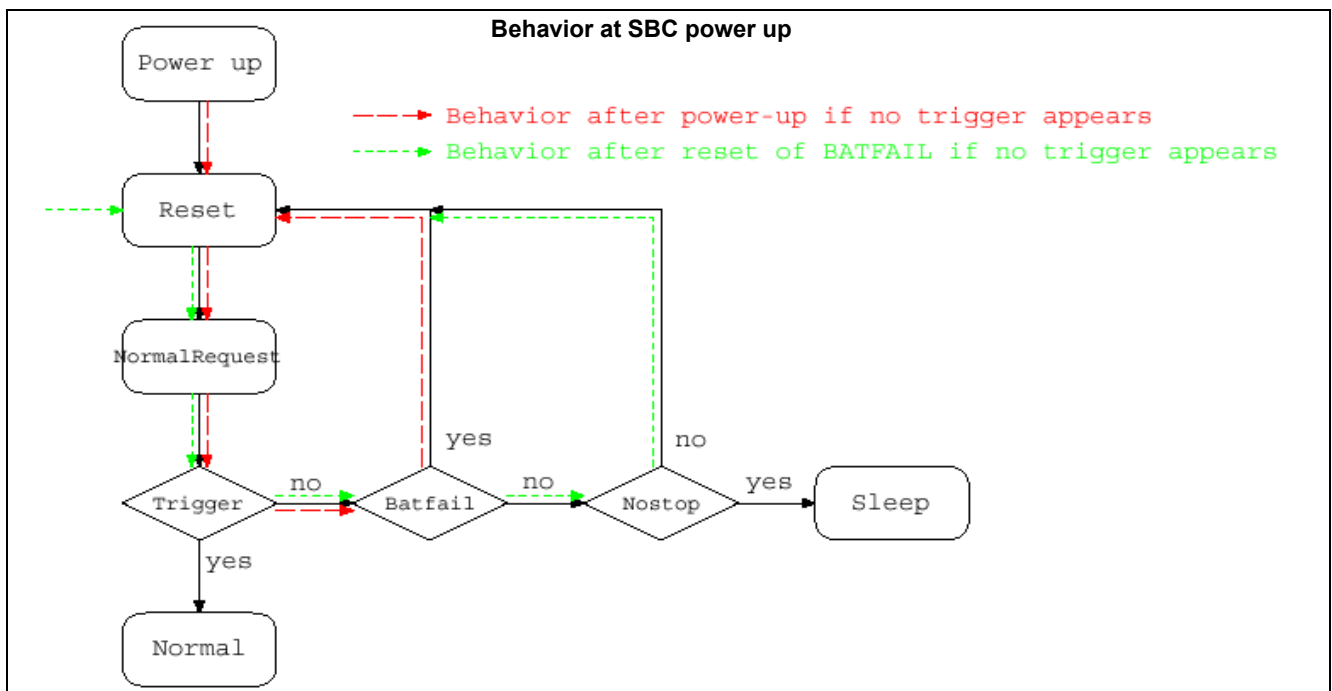 Behavior at SBC power up
Power up
Behavior after power-up if no trigger appears
Behavior after reset of BATFAIL if no trigger appears
Reset
NormalRequest
yes
no
no
no
yes
Trigger
Batfail
Nostop
Sleep
yes
Normal